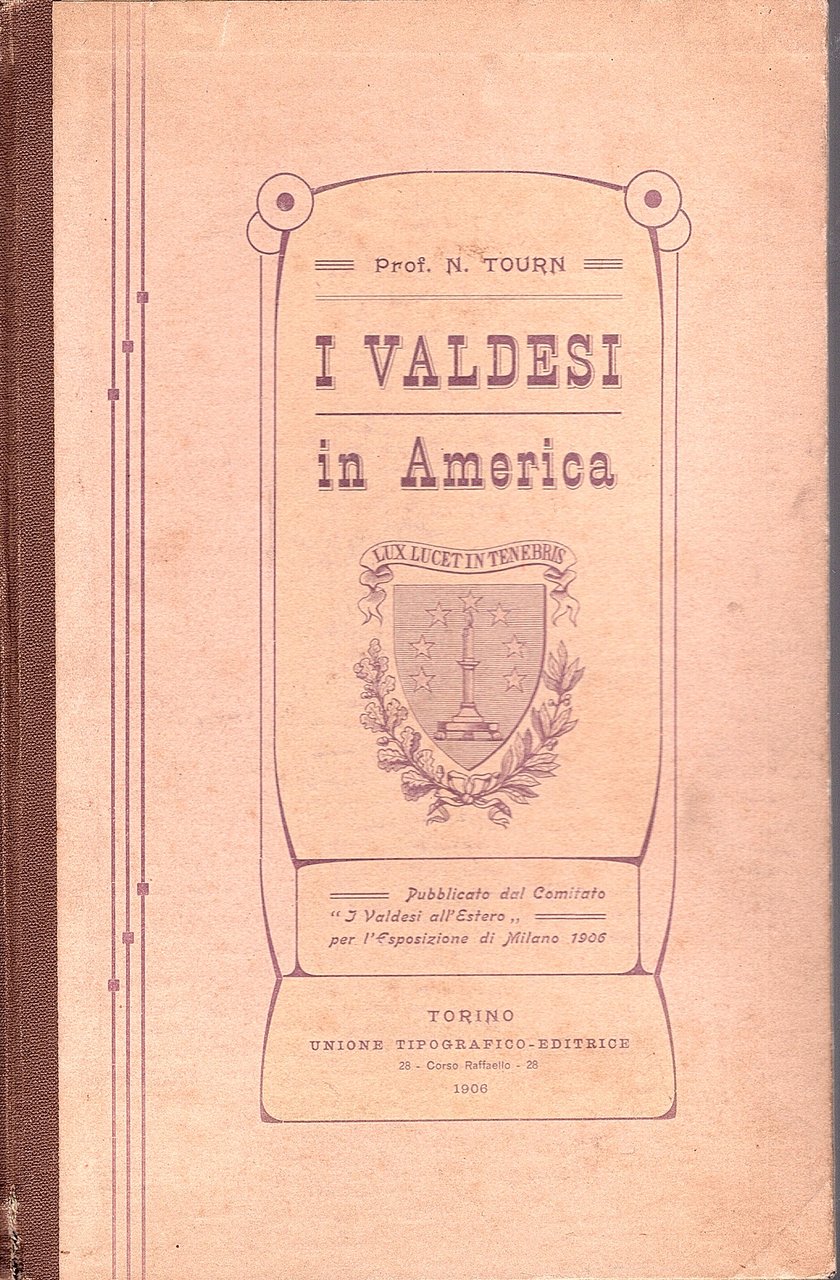 Prof. N. TOURN
I VALDESI
in America
LUX LUCET IN TENEBRIS
Pubblicato dal Comitato
“ I Valdesi all'Estero „
per l'Esposizione di Milano 1906
TORINO
UNIONE TIPOGRAFICO-EDITRICE
28 - Corso Raffaello - 28
1906